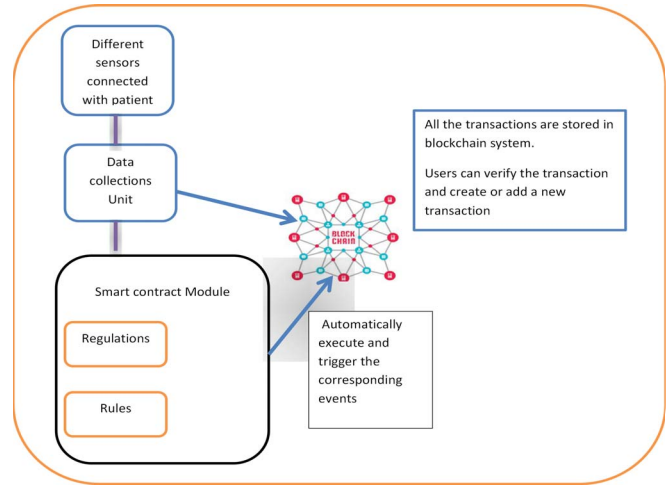 Different
sensors
connected
with patient
Data
collections
Unit
All the transactions are stored in
blockchain system.
Users can verify the transaction
and create or add a new
transaction
BLOCK
CHAIN
Smart contract Module
Regulations
Rules
Automatically
execute and
trigger the
corresponding
events